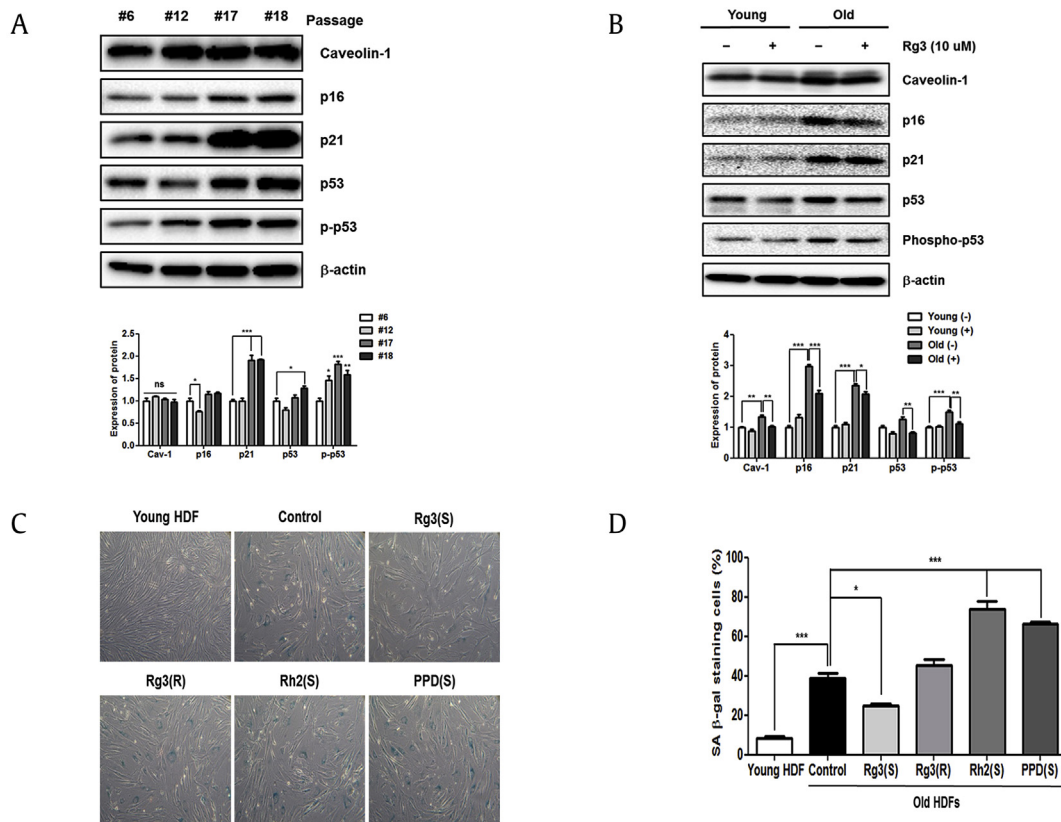 A
#6 #12 #17 #18 Passage
Caveolin-1
p16
p21
p53
p-p53
β-actin
Expression of protein
2.5
2.0
1.5
1.0
0.5
0.0
ns
*
***
*
*
***
**
#6
#12
#17
#18
Cav-1 p16 p21 p53 p-p53
B
Young Old
– + – + Rg3 (10 uM)
Caveolin-1
p16
p21
p53
Phospho-p53
β-actin
Expression of protein
4
3
2
1
0
** **
*** ***
*** *
**
*** **
Young (-)
Young (+)
Old (-)
Old (+)
Cav-1 p16 p21 p53 p-p53
C
Young HDF Control Rg3(S)
Rg3(R) Rh2(S) PPD(S)
D
SA β-gal staining cells (%)
100
80
60
40
20
0
***
*
***
Young HDF Control Rg3(S) Rg3(R) Rh2(S) PPD(S)
Old HDFs